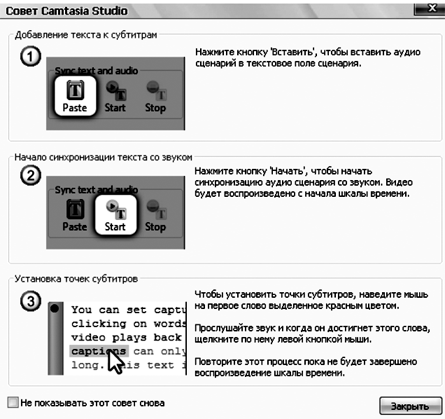 Совет Camtasia Studio
Добавление текста к субтитрам
1
Sync text and audio
Paste Start Stop
Нажмите кнопку 'Вставить', чтобы вставить аудио
сценарий в текстовое поле сценария.
Начало синхронизации текста со звуком
2
Sync text and audio
Paste Start Stop
Нажмите кнопку 'Начать', чтобы начать
синхронизацию аудио сценария со звуком. Видео
будет воспроизведено с начала шкалы времени.
Установка точек субтитров
3
You can set captu
clicking on words
video plays back
captions can only
long. This text i
Чтобы установить точки субтитров, наведите мышь
на первое слово выделенное красным цветом.
Прослушайте звук и когда он достигнет этого слова,
щелкните по нему левой кнопкой мыши.
Повторите этот процесс пока не будет завершено
воспроизведение шкалы времени.
Не показывать этот совет снова
Закрыть